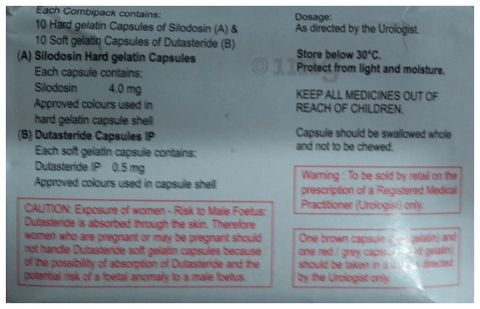 Each Combipack contains:
10 Hard gelatin Capsules of Silodosin (A) &
10 Soft gelatin Capsules of Dutasteride (B)
(A) Silodosin Hard gelatin Capsules
Each capsule contains:
Silodosin 4.0 mg
Approved colours used in
hard gelatin capsule shell
(B) Dutasteride Capsules IP
Each soft gelatin capsule contains:
Dutasteride IP 0.5 mg
Approved colours used in capsule shell
CAUTION: Exposure of women - Risk to Male Foetus:
Dutasteride is absorbed through the skin. Therefore
women who are pregnant or may be pregnant should
not handle Dutasteride soft gelatin capsules because
of the possibility of absorption of Dutasteride and the
potential risk of a foetal anomaly to a male foetus.
Dosage:
As directed by the Urologist.
Store below 30°C.
Protect from light and moisture.
KEEP ALL MEDICINES OUT OF
REACH OF CHILDREN.
Capsule should be swallowed whole
and not to be chewed.
Warning : To be sold by retail on the
prescription of a Registered Medical
Practitioner (Urologist) only.
One brown capsule gelatin) and
one red / grey gelatin)
should be taken in a directed
by the Urologist only.